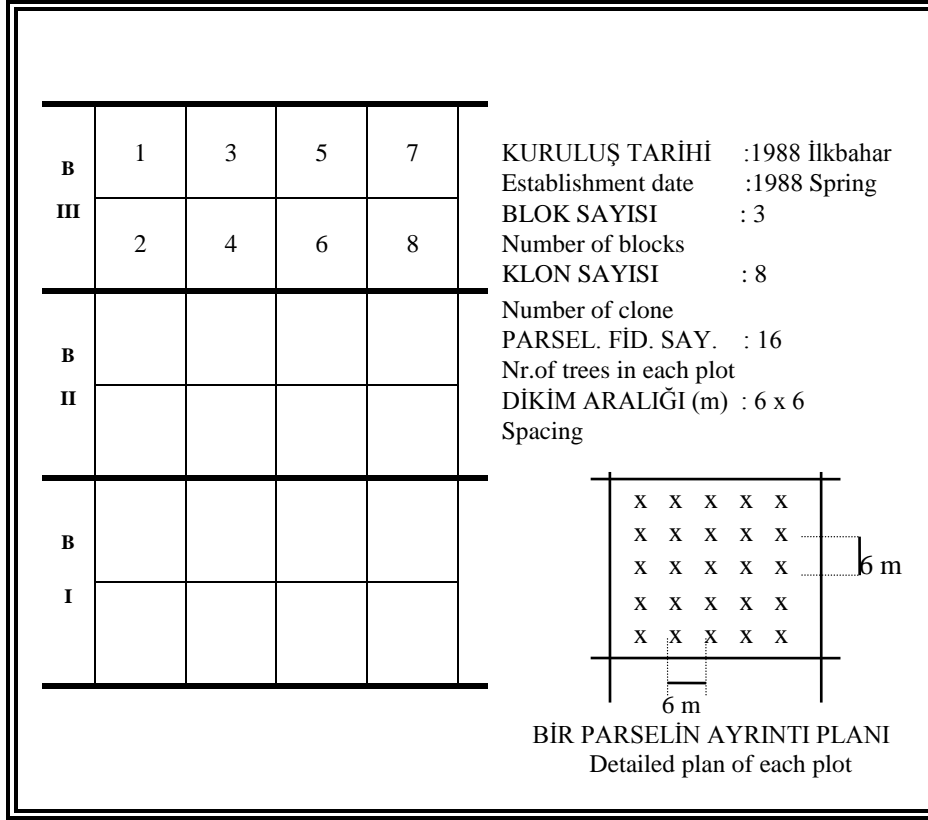 B
III
1 3 5 7
2 4 6 8
B
II
B
I
KURULUŞ TARİHİ :1988 İlkbahar
Establishment date :1988 Spring
BLOK SAYISI : 3
Number of blocks
KLON SAYISI : 8
Number of clone
PARSEL. FİD. SAY. : 16
Nr.of trees in each plot
DİKİM ARALIĞI (m) : 6 x 6
Spacing
x x x x x
x x x x x
x x x x x
x x x x x
x x x x x
6 m
6 m
BİR PARSELİN AYRINTI PLANI
Detailed plan of each plot